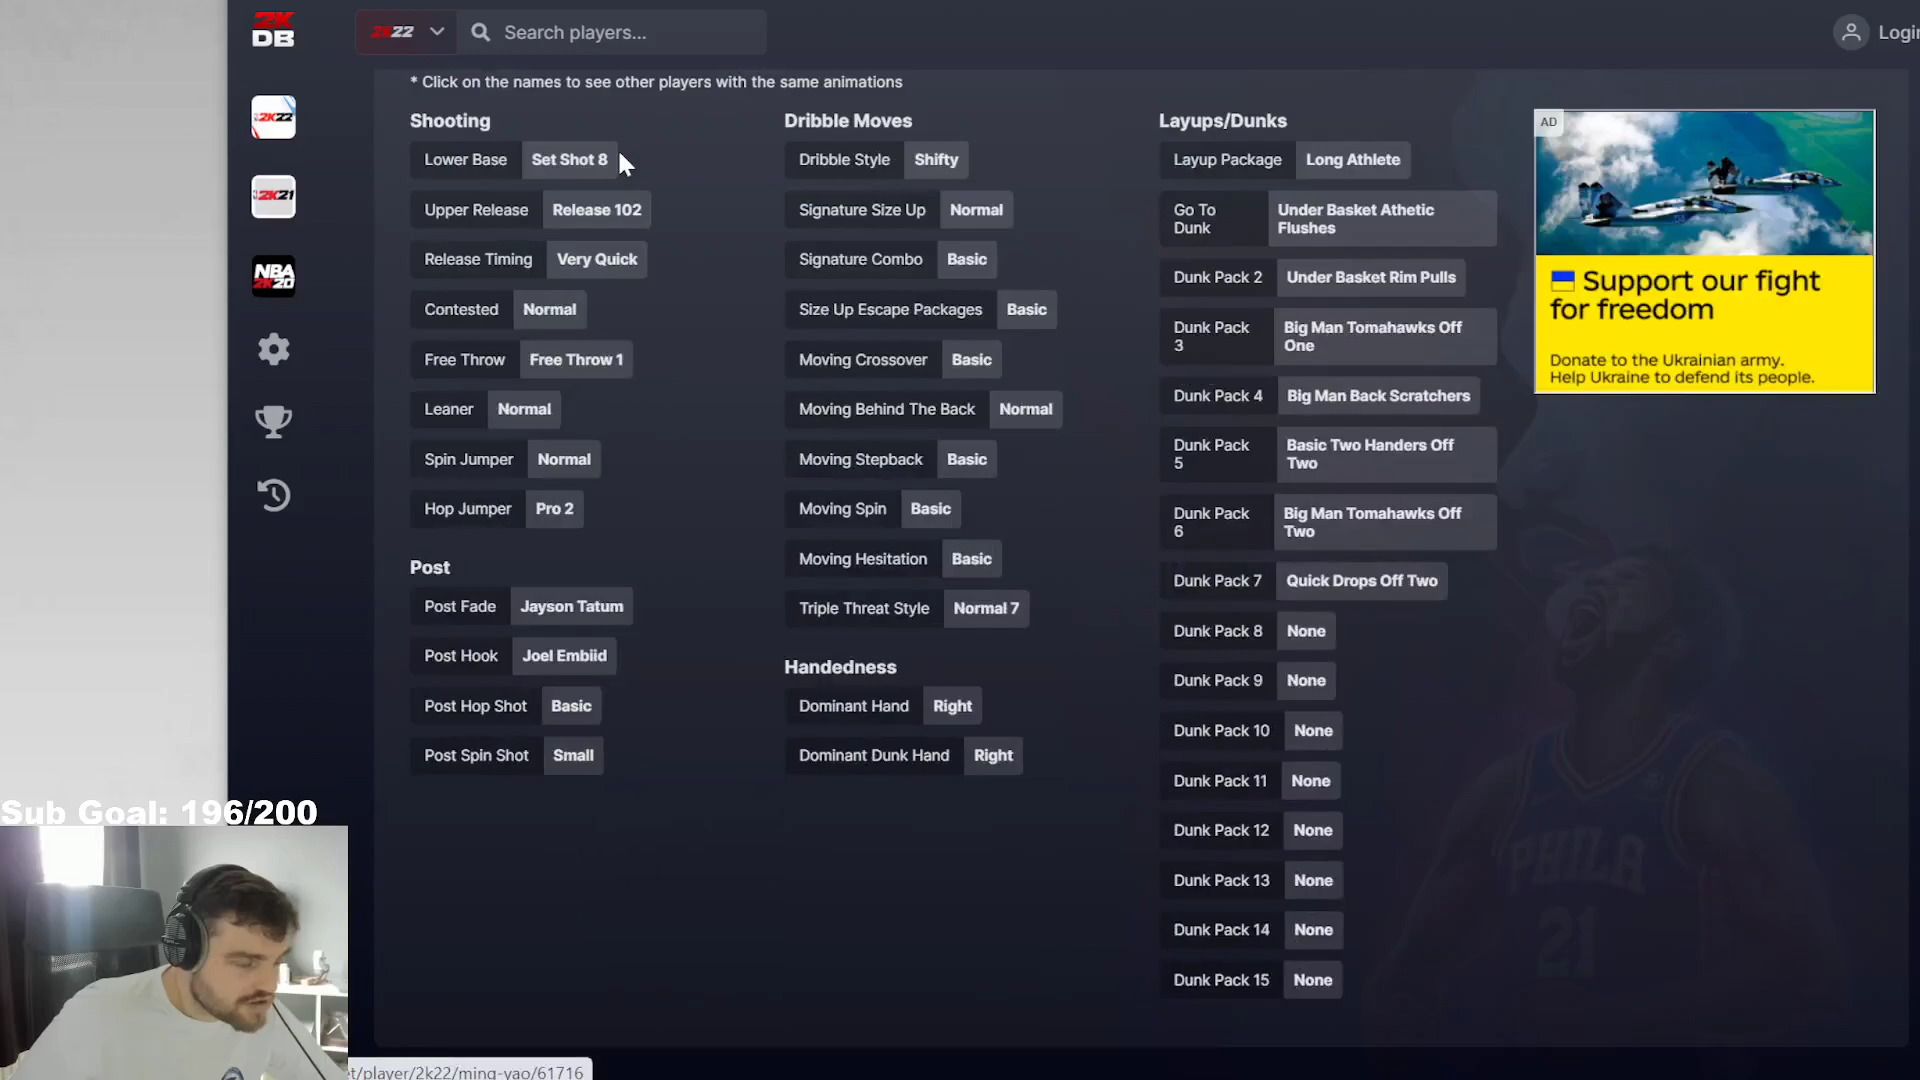 2K
DB
2K22
Search players...
Login
* Click on the names to see other players with the same animations
2K22
2K21
NBA
2K20
Shooting
Lower Base Set Shot 8
Upper Release Release 102
Release Timing Very Quick
Contested Normal
Free Throw Free Throw 1
Leaner Normal
Spin Jumper Normal
Hop Jumper Pro 2
Post
Post Fade Jayson Tatum
Post Hook Joel Embiid
Post Hop Shot Basic
Post Spin Shot Small
Dribble Moves
Dribble Style Shifty
Signature Size Up Normal
Signature Combo Basic
Size Up Escape Packages Basic
Moving Crossover Basic
Moving Behind The Back Normal
Moving Stepback Basic
Moving Spin Basic
Moving Hesitation Basic
Triple Threat Style Normal 7
Handedness
Dominant Hand Right
Dominant Dunk Hand Right
Layups/Dunks
Layup Package Long Athlete
Go To
Dunk
Under Basket Athetic
Flushes
Dunk Pack 2 Under Basket Rim Pulls
Dunk Pack
3
Big Man Tomahawks Off
One
Dunk Pack 4 Big Man Back Scratchers
Dunk Pack
5
Basic Two Handers Off
Two
Dunk Pack
6
Big Man Tomahawks Off
Two
Dunk Pack 7 Quick Drops Off Two
Dunk Pack 8 None
Dunk Pack 9 None
Dunk Pack 10 None
Dunk Pack 11 None
Dunk Pack 12 None
Dunk Pack 13 None
Dunk Pack 14 None
Dunk Pack 15 None
AD
Support our fight
for freedom
Donate to the Ukrainian army.
Help Ukraine to defend its people.
PHILA
21
Sub Goal: 196/200
et/player/2k22/ming-yao/61716